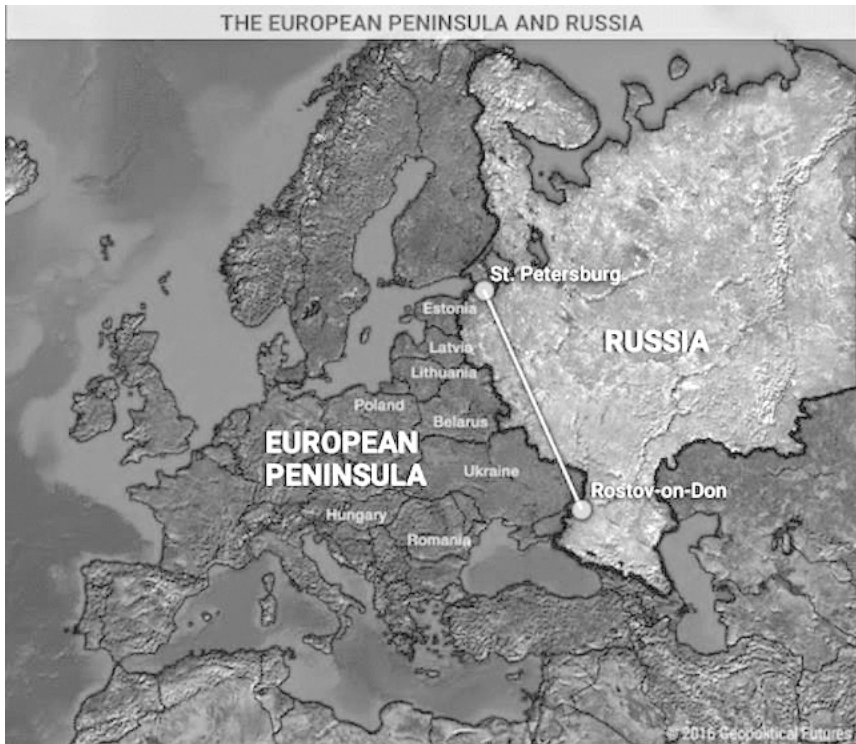 THE EUROPEAN PENINSULA AND RUSSIA
St. Petersburg
Estonia
RUSSIA
Latvia
Lithuania
Poland
Belarus
EUROPEAN
PENINSULA
Ukraine
Rostov-on-Don
Hungary
Romania
© 2016 Geopolitical Futures